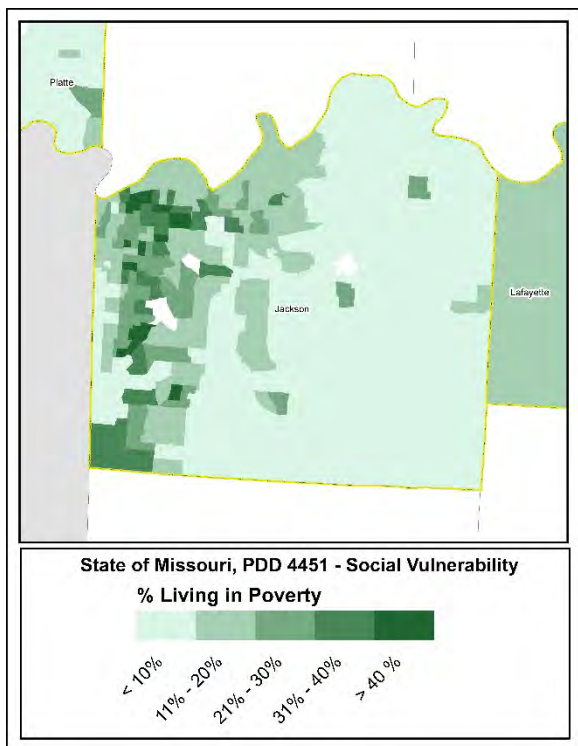 Platte
Jackson
Lafayette
State of Missouri, PDD 4451 - Social Vulnerability
% Living in Poverty
< 10%
11% - 20%
21% - 30%
31% - 40%
> 40 %